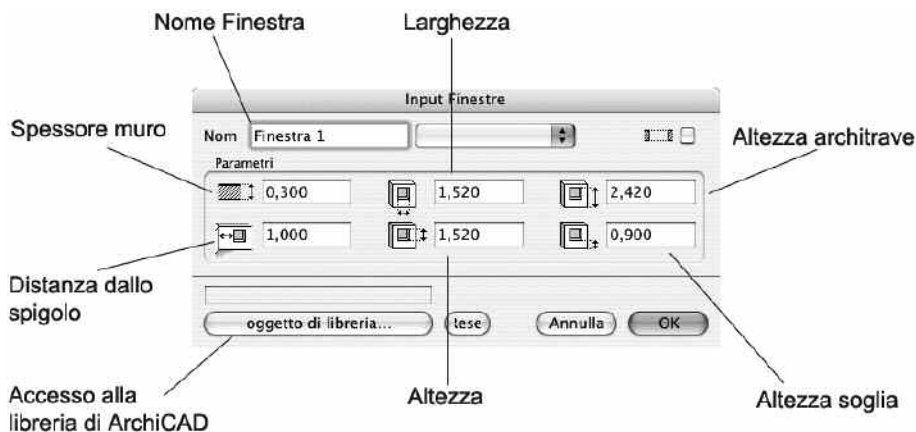 Nome Finestra
Larghezza
Input Finestre
Spessore muro
Nom
Finestra 1
Altezza architrave
Parametri
0,300
1,520
2,420
1,000
1,520
0,900
Distanza dallo
spigolo
oggetto di libreria...
Annulla
OK
Accesso alla
libreria di ArchiCAD
Altezza
Altezza soglia